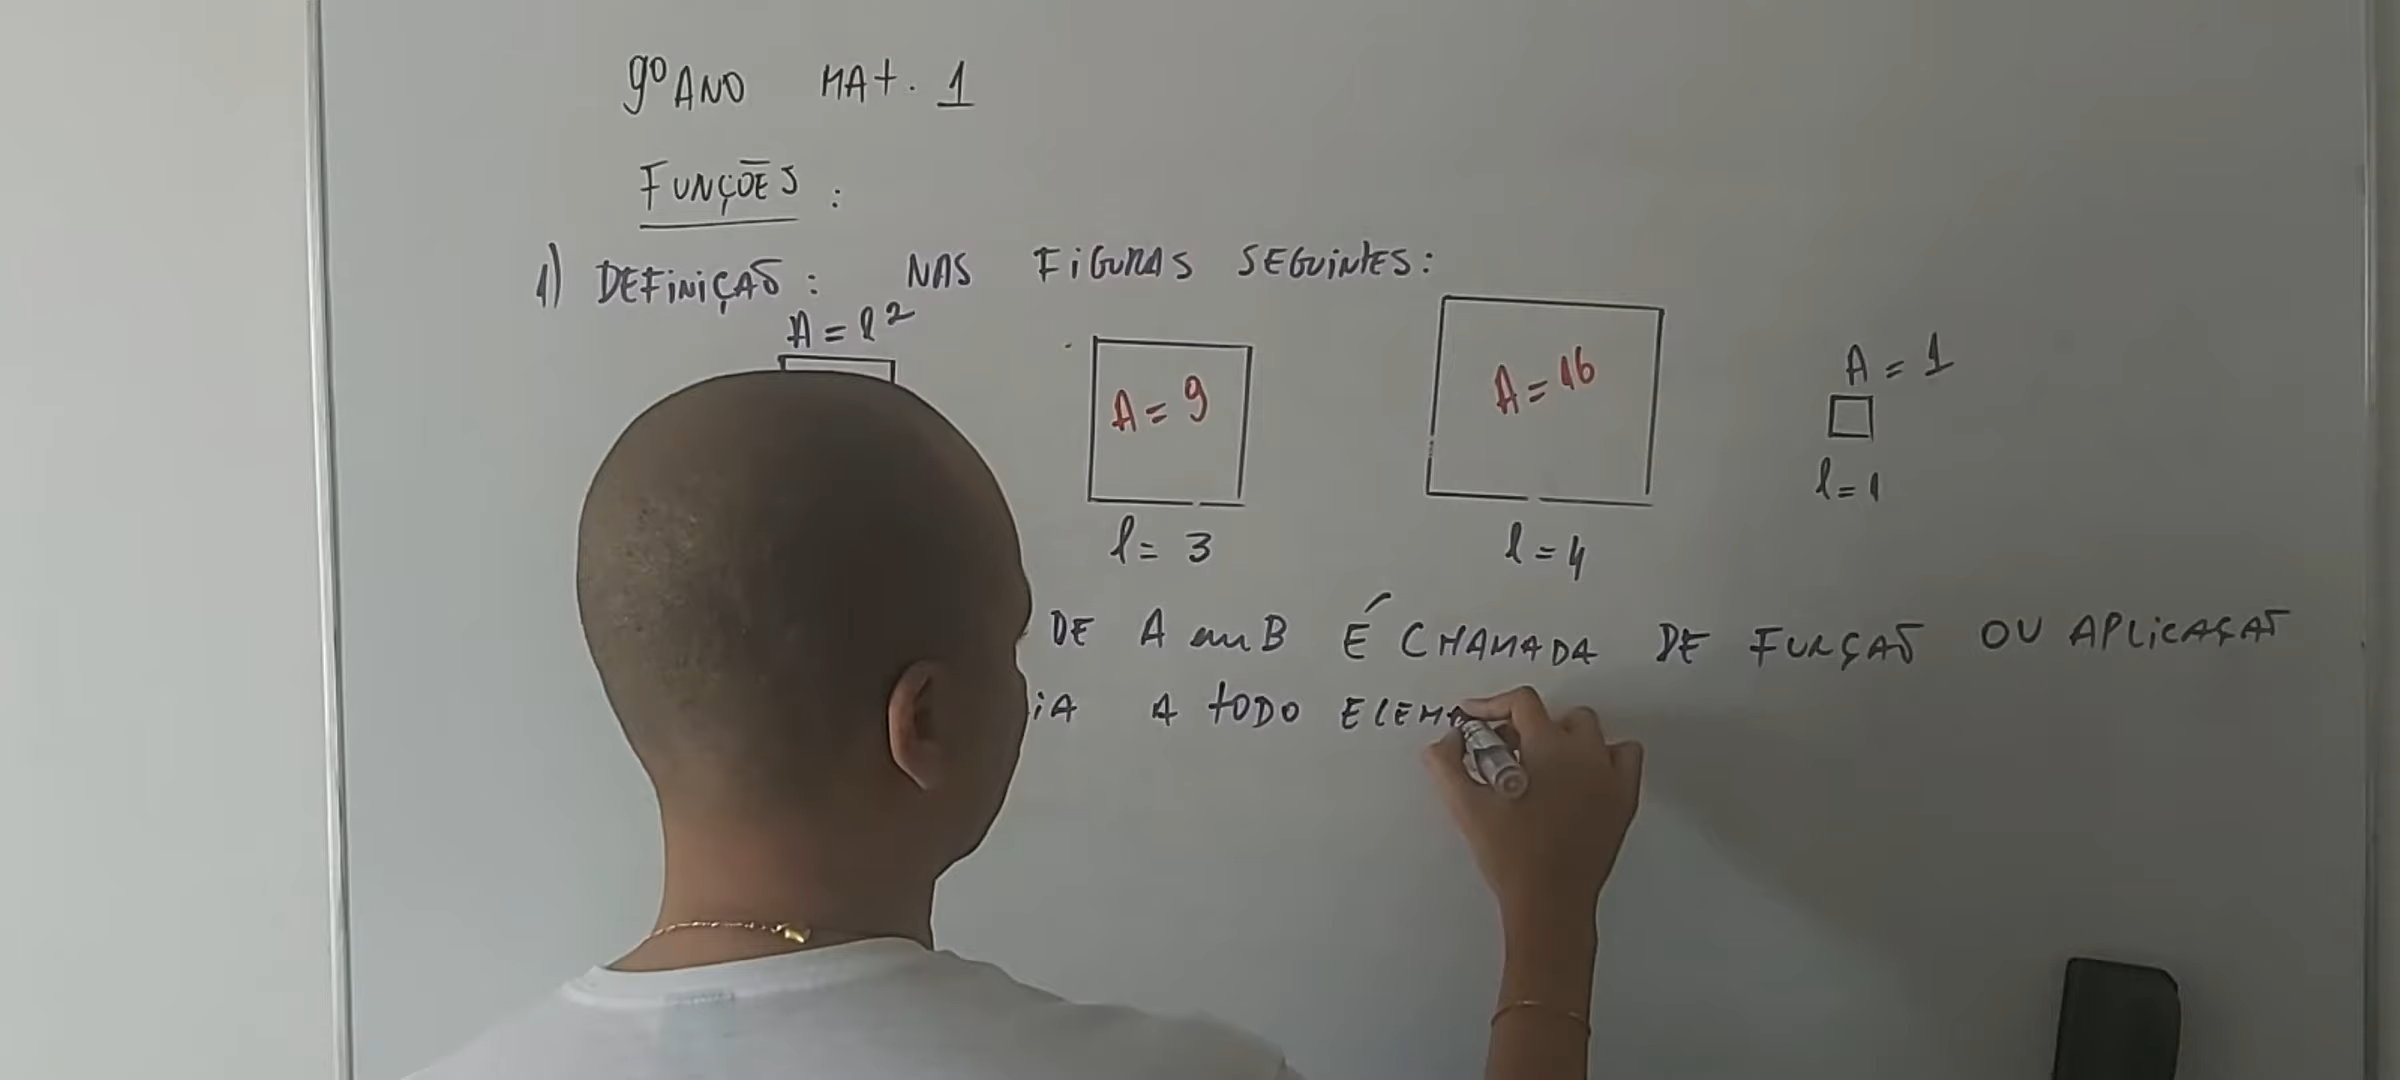 9º ANO MAT. 1
FUNÇÕES :
1) DEFINIÇÃO : NAS FIGURAS SEGUINTES:
A = l²
A = 9
A = 16
A = 1
l = 3
l = 4
l = 1
DE A em B É CHAMADA DE FUNÇÃO OU APLICAÇÃO
A TODO